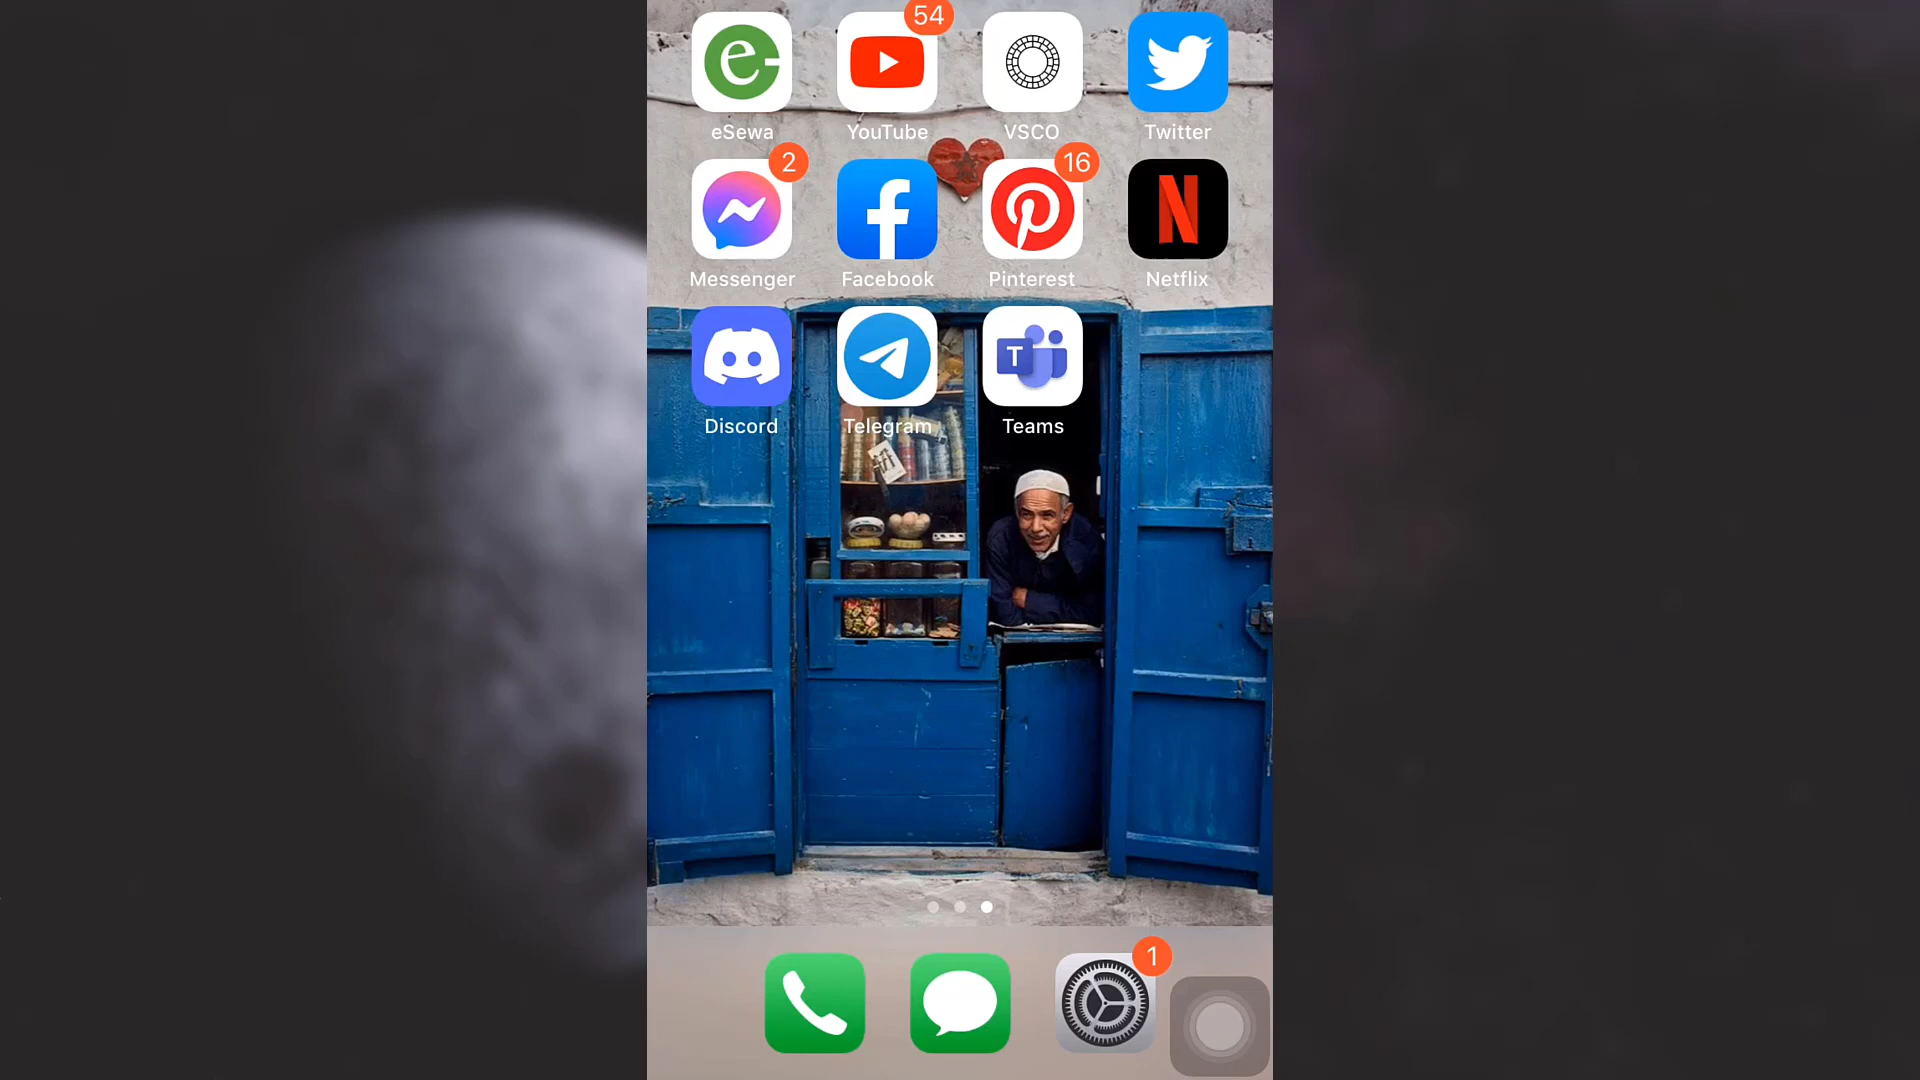 54
eSewa YouTube VSCO Twitter
2 16
Messenger Facebook Pinterest Netflix
T
Discord Telegram Teams
1